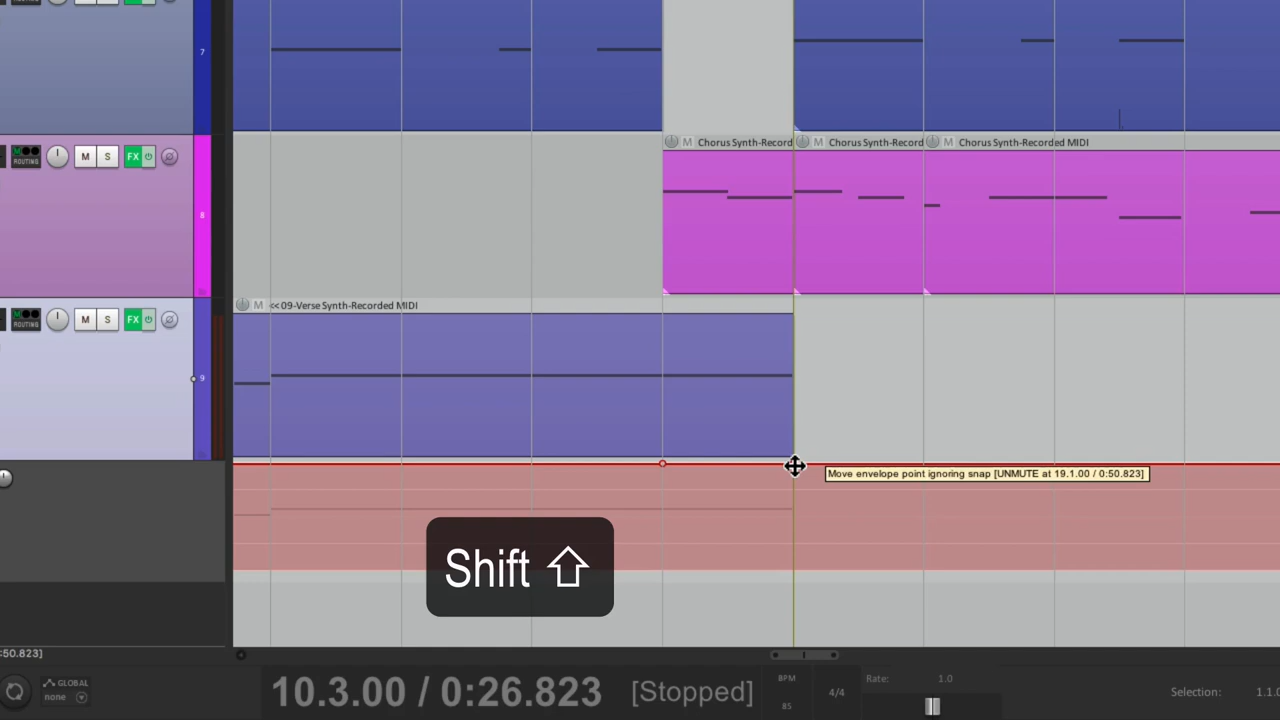 7
Chorus Synth-Record
M
Chorus Synth-Record
M
Chorus Synth-Recorded MIDI
M
ROUTING
M
S
FX
8
M
<< 09-Verse Synth-Recorded MIDI
ROUTING
M
S
FX
9
Move envelope point ignoring snap [UNMUTE at 19.1.00 / 0:50.823]
Shift
:50.823]
GLOBAL
none
10.3.00 / 0:26.823
[Stopped]
BPM
85
4/4
Rate:
1.0
Selection:
1.1.0